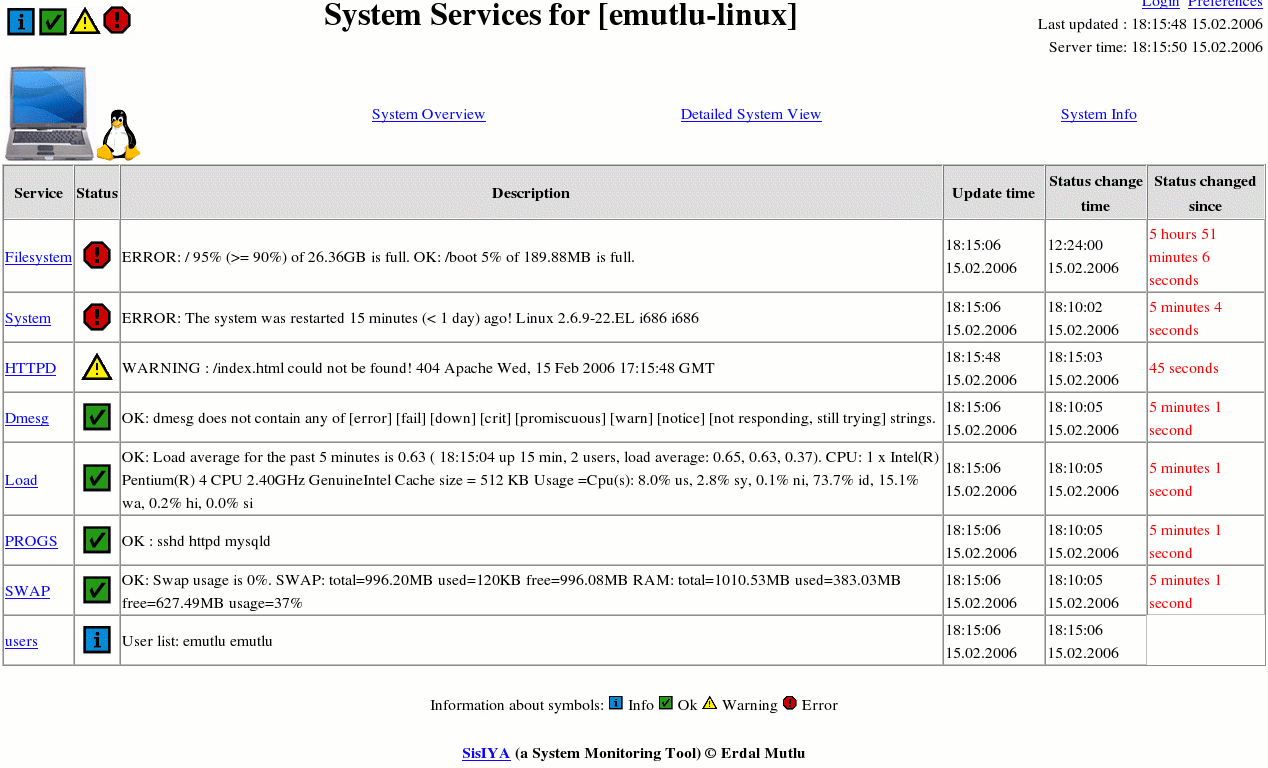 System Services for [emutlu-linux]
Login Preferences
Last updated : 18:15:48 15.02.2006
Server time: 18:15:50 15.02.2006
System Overview
Detailed System View
System Info
Service
Status
Description
Update time
Status change
time
Status changed
since
Filesystem
ERROR: / 95% (>= 90%) of 26.36GB is full. OK: /boot 5% of 189.88MB is full.
18:15:06
15.02.2006
12:24:00
15.02.2006
5 hours 51
minutes 6
seconds
System
ERROR: The system was restarted 15 minutes (< 1 day) ago! Linux 2.6.9-22.EL i686 i686
18:15:06
15.02.2006
18:10:02
15.02.2006
5 minutes 4
seconds
HTTPD
WARNING : /index.html could not be found! 404 Apache Wed, 15 Feb 2006 17:15:48 GMT
18:15:48
15.02.2006
18:15:03
15.02.2006
45 seconds
Dmesg
OK: dmesg does not contain any of [error] [fail] [down] [crit] [promiscuous] [warn] [notice] [not responding, still trying] strings.
18:15:06
15.02.2006
18:10:05
15.02.2006
5 minutes 1
second
Load
OK: Load average for the past 5 minutes is 0.63 ( 18:15:04 up 15 min, 2 users, load average: 0.65, 0.63, 0.37). CPU: 1 x Intel(R)
Pentium(R) 4 CPU 2.40GHz GenuineIntel Cache size = 512 KB Usage =Cpu(s): 8.0% us, 2.8% sy, 0.1% ni, 73.7% id, 15.1%
wa, 0.2% hi, 0.0% si
18:15:06
15.02.2006
18:10:05
15.02.2006
5 minutes 1
second
PROGS
OK : sshd httpd mysqld
18:15:06
15.02.2006
18:10:05
15.02.2006
5 minutes 1
second
SWAP
OK: Swap usage is 0%. SWAP: total=996.20MB usdd=120KB free=996.08MB RAM: total=1010.53MB used=383.03MB
free=627.49MB usage=37%
18:15:06
15.02.2006
18:10:05
15.02.2006
5 minutes 1
second
users
User list: emutlu emutlu
18:15:06
15.02.2006
18:15:06
15.02.2006
Information about symbols: Info Ok Warning Error
SisIYA (a System Monitoring Tool) © Erdal Mutlu